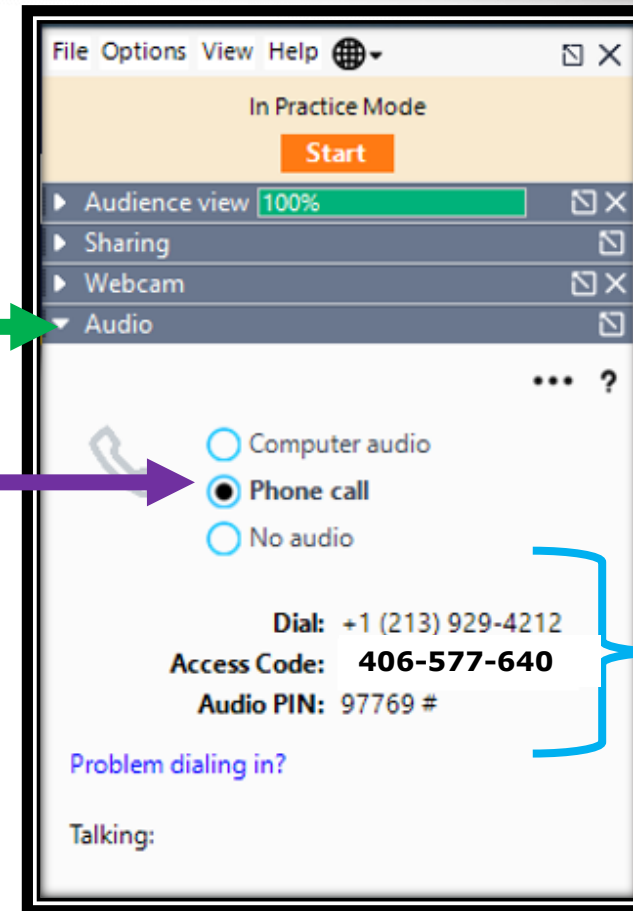 File Options View Help
In Practice Mode
Start
Audience view 100%
Sharing
Webcam
Audio
••• ?
Computer audio
Phone call
No audio
Dial: +1 (213) 929-4212
Access Code: 406-577-640
Audio PIN: 97769 #
Problem dialing in?
Talking: